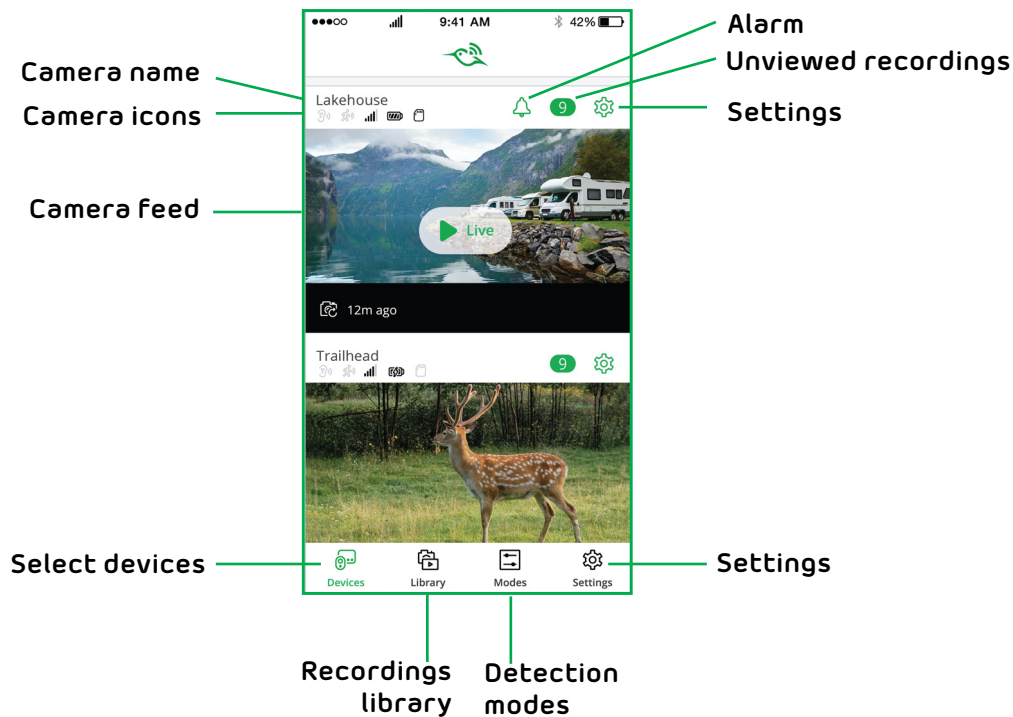 9:41 AM
42%
Alarm
Unviewed recordings
Camera name
Camera icons
Settings
Lakehouse
9
Camera feed
Live
12m ago
Trailhead
9
Select devices
Devices
Library
Modes
Settings
Settings
Recordings
library
Detection
modes